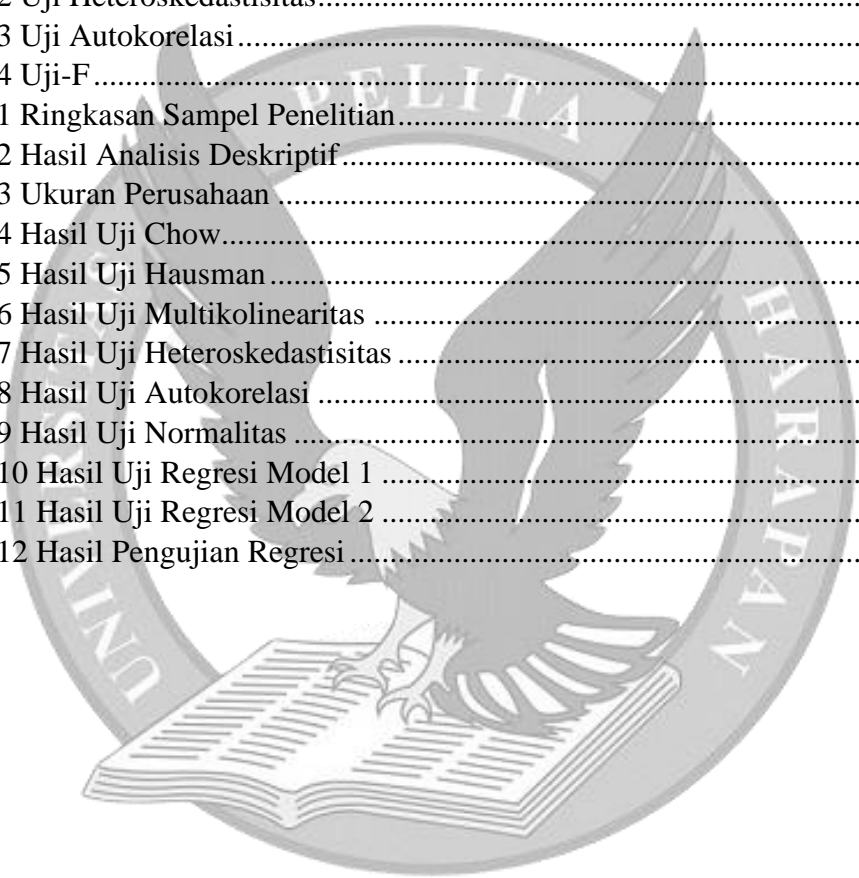 2 Uji Heteroskedastisitas..........
3 Uji Autokorelasi..........
4 Uji-F..........
1 Ringkasan Sampel Penelitian..........
2 Hasil Analisis Deskriptif..........
3 Ukuran Perusahaan ..........
4 Hasil Uji Chow..........
5 Hasil Uji Hausman..........
6 Hasil Uji Multikolinearitas ..........
7 Hasil Uji Heteroskedastisitas ..........
8 Hasil Uji Autokorelasi ..........
9 Hasil Uji Normalitas ..........
10 Hasil Uji Regresi Model 1 ..........
11 Hasil Uji Regresi Model 2 ..........
12 Hasil Pengujian Regresi ..........
UNIVERSITAS PELITA HARAPAN